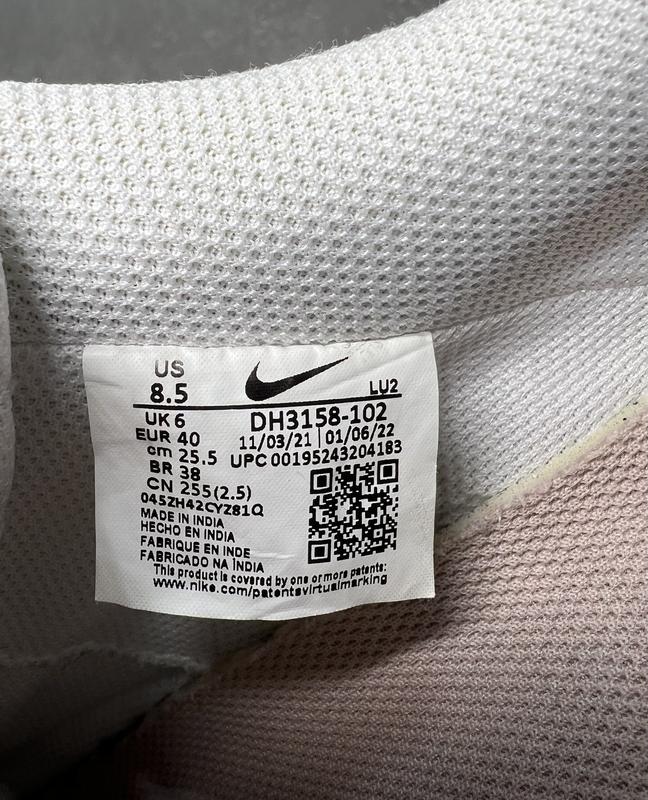 US
8.5
LU2
UK 6
DH3158-102
EUR 40
11/03/21 | 01/06/22
cm 25.5
UPC 00195243204183
BR 38
CN 255(2.5)
045ZH42CYZ81Q
MADE IN INDIA
HECHO EN INDIA
FABRIQUE EN INDE
FABRICADO NA ÍNDIA
This product is covered by one or more patents:
www.nike.com/patentsvirtualmarking